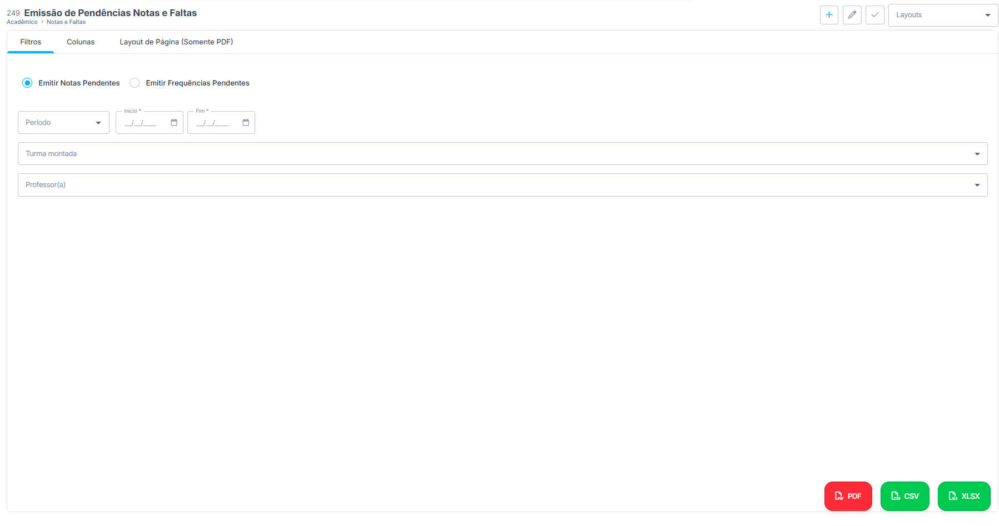 249 Emissão de Pendências Notas e Faltas
Acadêmico > Notas e Faltas
Layouts
Filtros Colunas Layout de Página (Somente PDF)
Emitir Notas Pendentes Emitir Frequências Pendentes
Início * Fim *
Período __/__/____ __/__/____
Turma montada
Professor(a)
PDF CSV XLSX